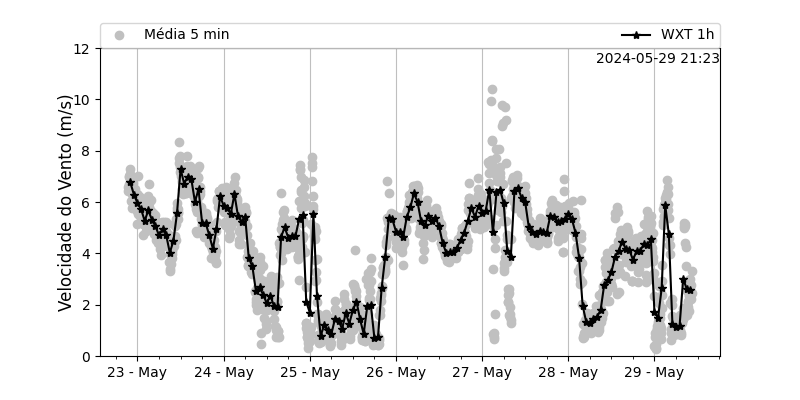 Média 5 min
WXT 1h
2024-05-29 21:23
Velocidade do Vento (m/s)
12
10
8
6
4
2
0
23 - May
24 - May
25 - May
26 - May
27 - May
28 - May
29 - May